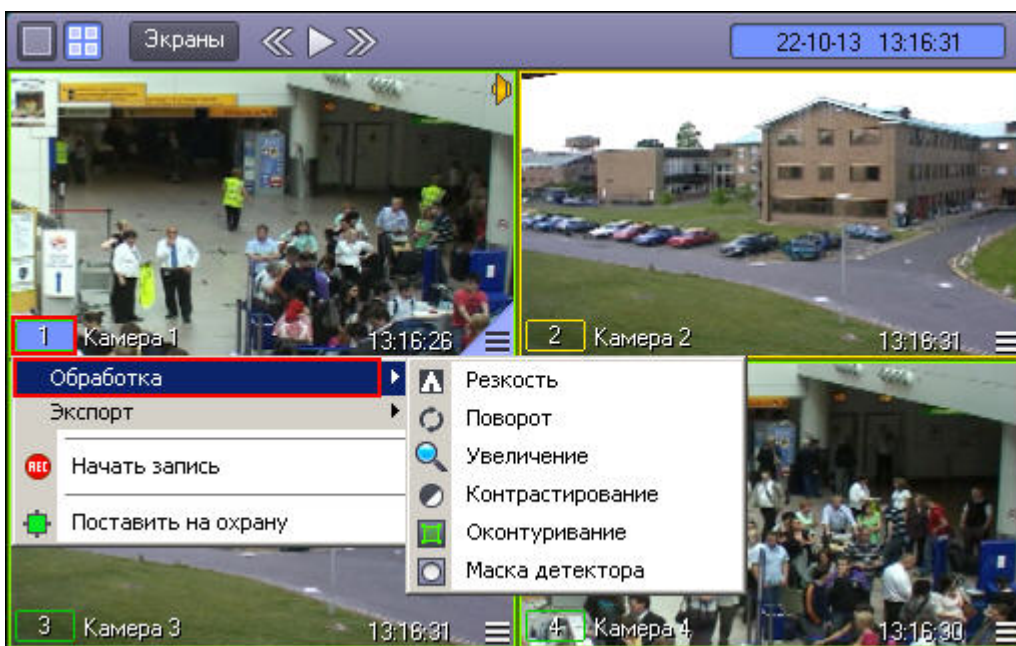 Экраны
22-10-13 13:16:31
1 Камера 1 13:16:26
2 Камера 2 13:16:31
Обработка
Экспорт
REC Начать запись
Поставить на охрану
Резкость
Поворот
Увеличение
Контрастирование
Оконтуривание
Маска детектора
3 Камера 3 13:16:31
4 Камера 4 13:16:30